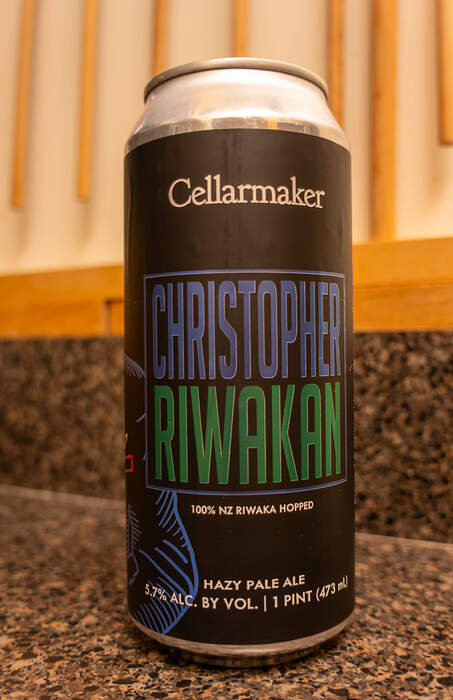 Cellarmaker
CHRISTOPHER
RIWAKAN
100% NZ RIWAKA HOPPED
HAZY PALE ALE
5.7% ALC. BY VOL. | 1 PINT (473 mL)